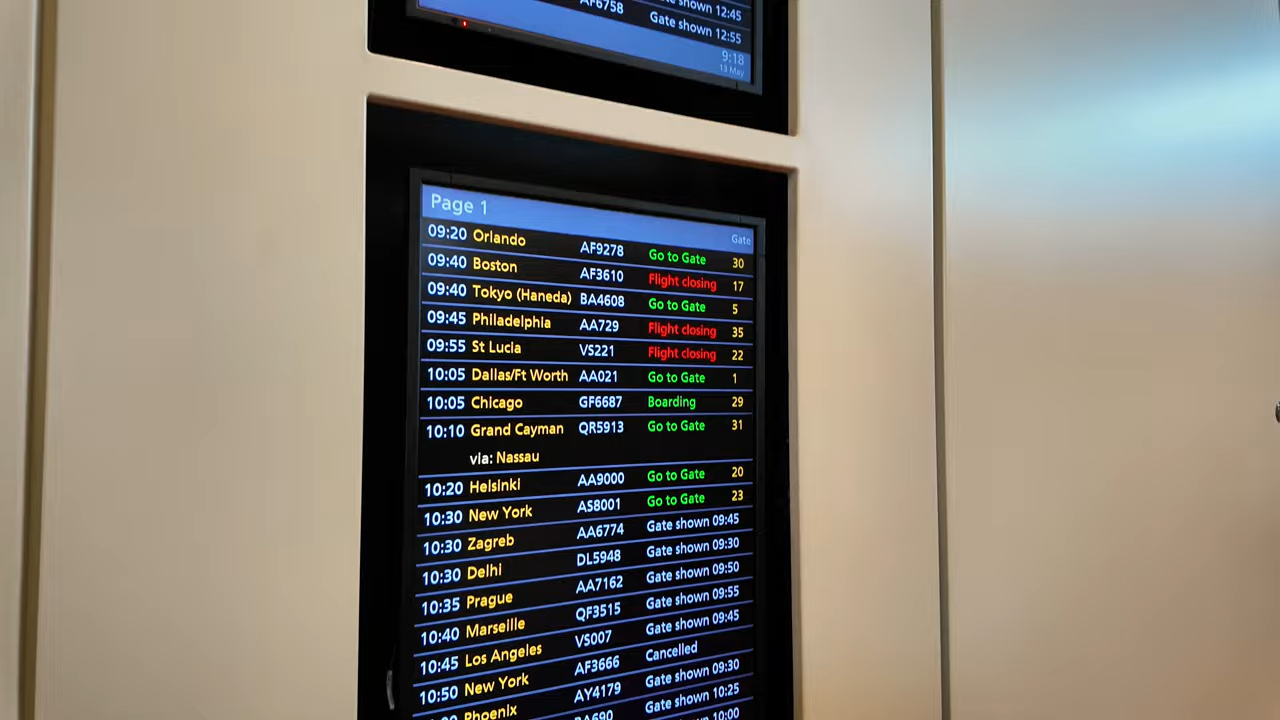 AF6758 Gate shown 12:55
9:18
13 May
Page 1
Gate
09:20 Orlando AF9278 Go to Gate 30
09:40 Boston AF3610 Flight closing 17
09:40 Tokyo (Haneda) BA4608 Go to Gate 5
09:45 Philadelphia AA729 Flight closing 35
09:55 St Lucia VS221 Flight closing 22
10:05 Dallas/Ft Worth AA021 Go to Gate 1
10:05 Chicago GF6687 Boarding 29
10:10 Grand Cayman QR5913 Go to Gate 31
via: Nassau
10:20 Helsinki AA9000 Go to Gate 20
10:30 New York AS8001 Go to Gate 23
10:30 Zagreb AA6774 Gate shown 09:45
10:30 Delhi DL5948 Gate shown 09:30
10:35 Prague AA7162 Gate shown 09:50
10:40 Marseille QF3515 Gate shown 09:55
10:45 Los Angeles VS007 Gate shown 09:45
10:50 New York AF3666 Cancelled
Phoenix AY4179 Gate shown 09:30
BA690 Gate shown 10:25
10:00